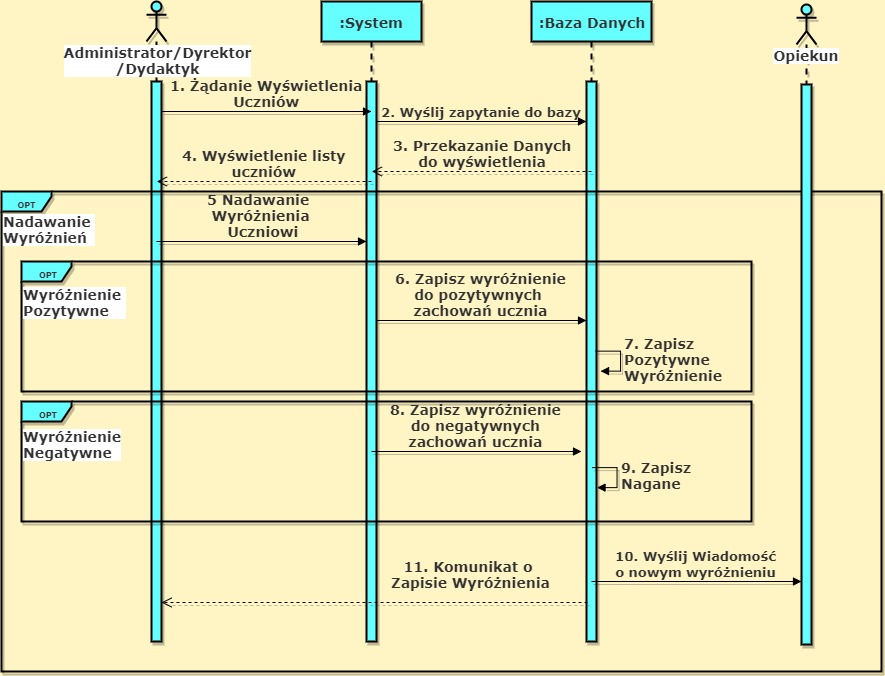 :System
:Baza Danych
Administrator/Dyrektor
/Dydaktyk
Opiekun
1. Żądanie Wyświetlenia
Uczniów
2. Wyślij zapytanie do bazy
3. Przekazanie Danych
do wyświetlenia
4. Wyświetlenie listy
uczniów
OPT
Nadawanie
Wyróżnień
5 Nadawanie
Wyróżnienia
Uczniowi
OPT
Wyróżnienie
Pozytywne
6. Zapisz wyróżnienie
do pozytywnych
zachowań ucznia
7. Zapisz
Pozytywne
Wyróżnienie
OPT
Wyróżnienie
Negatywne
8. Zapisz wyróżnienie
do negatywnych
zachowań ucznia
9. Zapisz
Nagane
10. Wyślij Wiadomość
o nowym wyróżnieniu
11. Komunikat o
Zapisie Wyróżnienia